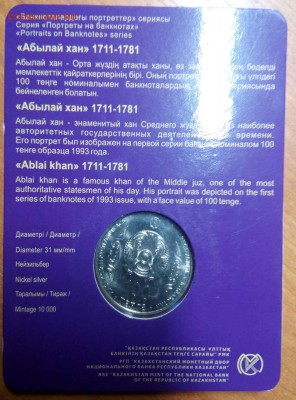 «Банкноталардағы портреттер» сериясы
Серия «Портреты на банкнотах»
«Portraits on Banknotes» series
«Абылай хан» 1711-1781
Абылай хан - Орта жүздің атақты ханы,
мемлекеттік қайраткерлерінің бірі. Оның
100 теңге номиналымен банкноталардың
бейнеленген болатын.
«Абылай хан» 1711-1781
Абылай хан - знаменитый хан Среднего наиболее
авторитетных государственных времени.
Его портрет был изображен на первой серии номиналом 100
тенге образца 1993 года.
«Ablai khan» 1711-1781
Ablai khan is a famous khan of the Middle juz, one of the most
authoritative statesmen of his day. His portrait was depicted on the first
series of banknotes of 1993 issue, with a face value of 100 tenge.
Диаметрі / Диаметр /
Diameter 31 мм/mm
Нейзильбер
Nickel silver
Таралымы / Тираж /
Mintage 10 000
100
ҚАЗАҚСТАН РЕСПУБЛИКАСЫ ҰЛТТЫҚ
БАНКІНІҢ ҚАЗАҚСТАН ТЕҢГЕ САРАЙЫ РМК
РГП КАЗАХСТАНСКИЙ МОНЕТНЫЙ ДВОР
НАЦИОНАЛЬНОГО БАНКА РЕСПУБЛИКИ КАЗАХСТАН
RSE "KAZAKHSTAN MINT OF THE NATIONAL BANK
OF THE REPUBLIC OF KAZAKHSTAN"